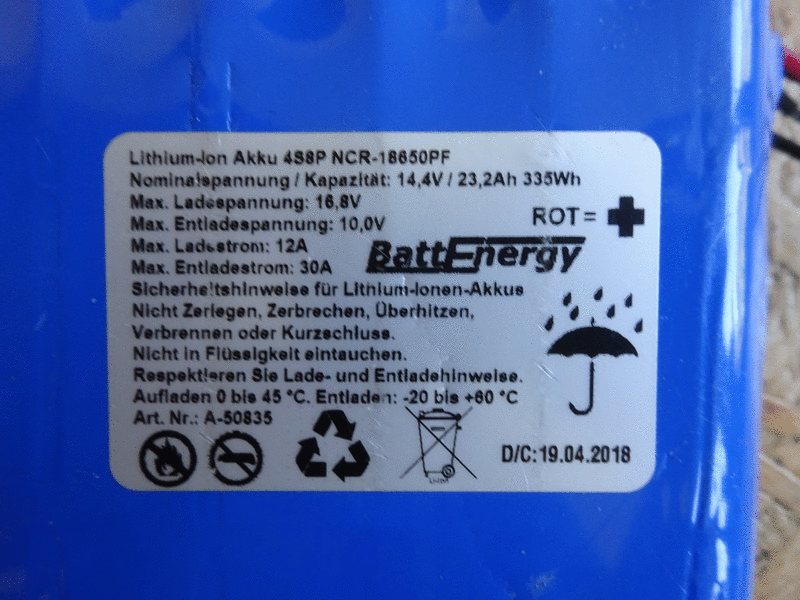 Lithium-Ion Akku 4S8P NCR-18650PF
Nominalspannung / Kapazität: 14,4V / 23,2Ah 335Wh
Max. Ladespannung: 16,8V
Max. Entladespannung: 10,0V
ROT =
Max. Ladestrom: 12A
BattEnergy
Max. Entladestrom: 30A
Sicherheitshinweise für Lithium-Ionen-Akkus
Nicht Zerlegen, Zerbrechen, Überhitzen,
Verbrennen oder Kurzschluss.
Nicht in Flüssigkeit eintauchen.
Respektieren Sie Lade- und Entladehinweise.
Aufladen 0 bis 45 °C. Entladen: -20 bis +60 °C
Art. Nr.: A-50835
D/C:19.04.2018
Li-Ion